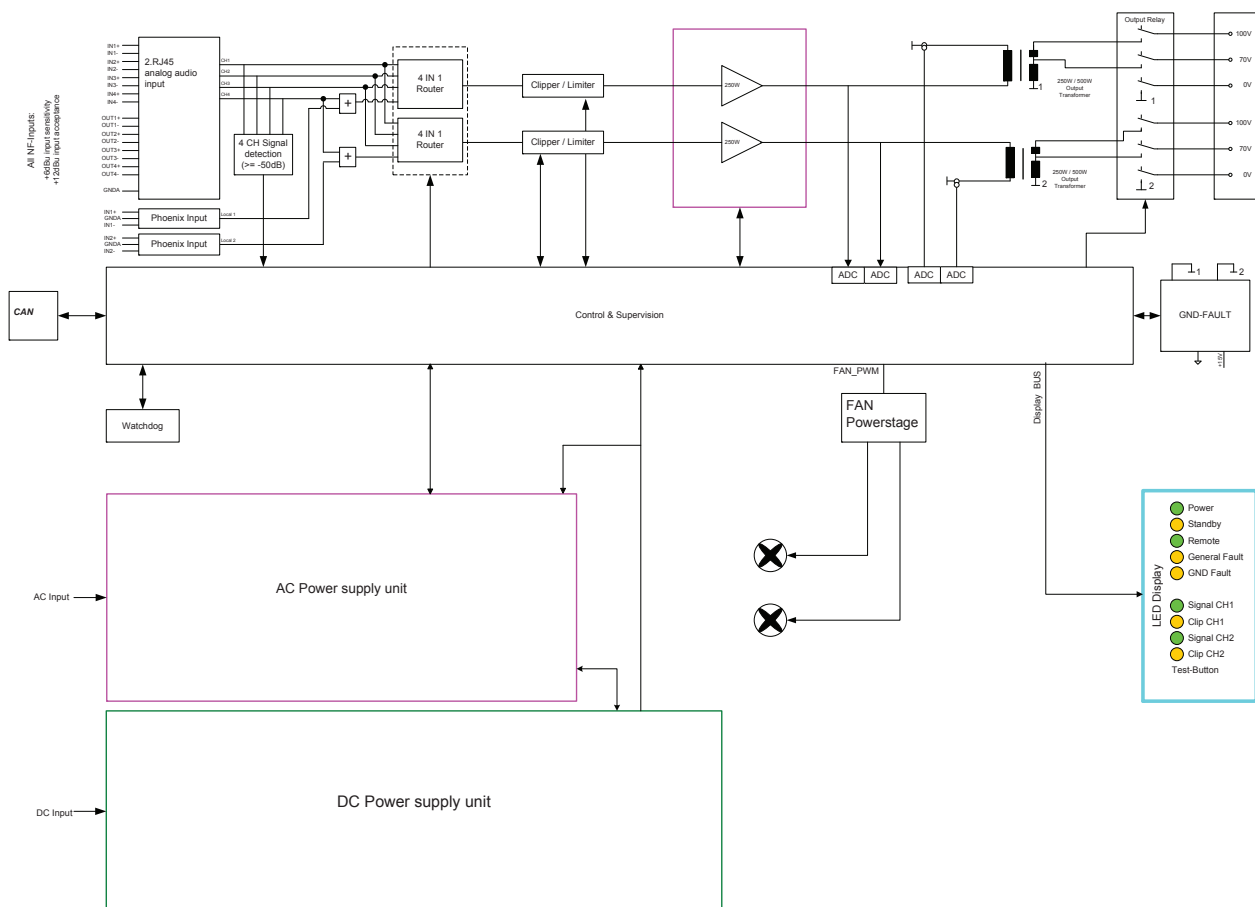 All NF-Inputs:
+6dBu input sensitivity
+12dBu input acceptance
IN1+
IN1-
IN2+
IN2-
IN3+
IN3-
IN4+
IN4-
OUT1+
OUT1-
OUT2+
OUT2-
OUT3+
OUT3-
OUT4+
OUT4-
GNDA
2.RJ45
analog audio
input
CH1
CH2
CH3
CH4
4 CH Signal
detection
(>= -50dB)
IN1+
GNDA
IN1-
Phoenix Input
Local 1
IN2+
GNDA
IN2-
Phoenix Input
Local 2
+
+
4 IN 1
Router
4 IN 1
Router
Clipper / Limiter
Clipper / Limiter
250W
250W
1
250W / 500W
Output
Transformer
2
250W / 500W
Output
Transformer
Output Relay
1
2
100V
70V
0V
100V
70V
0V
ADC
ADC
ADC
ADC
CAN
Control & Supervision
1
2
GND-FAULT
+15V
Watchdog
FAN_PWM
FAN
Powerstage
Display BUS
AC Input
AC Power supply unit
DC Input
DC Power supply unit
LED Display
Power
Standby
Remote
General Fault
GND Fault
Signal CH1
Clip CH1
Signal CH2
Clip CH2
Test-Button